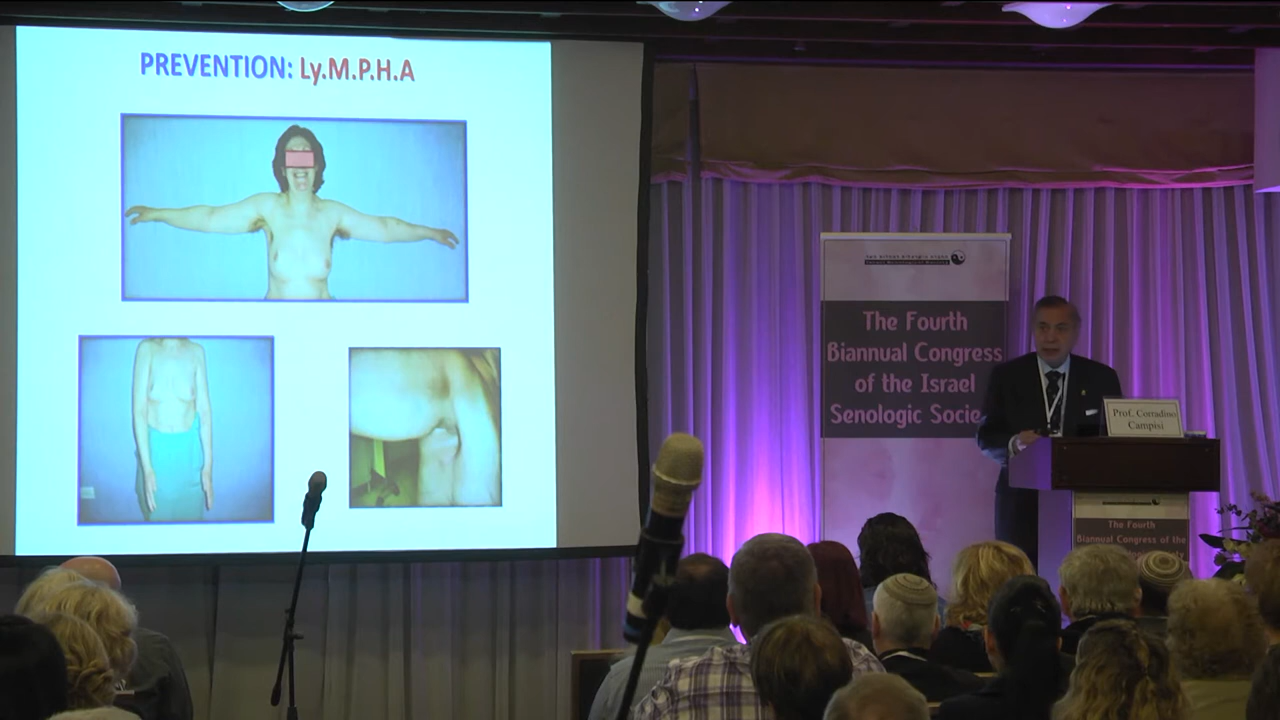 PREVENTION: Ly.M.P.H.A
The Fourth
Biannual Congress
of the Israel
Senologic Socie
Prof. Corradino
Campisi
The Fourth
Biannual Congress of the